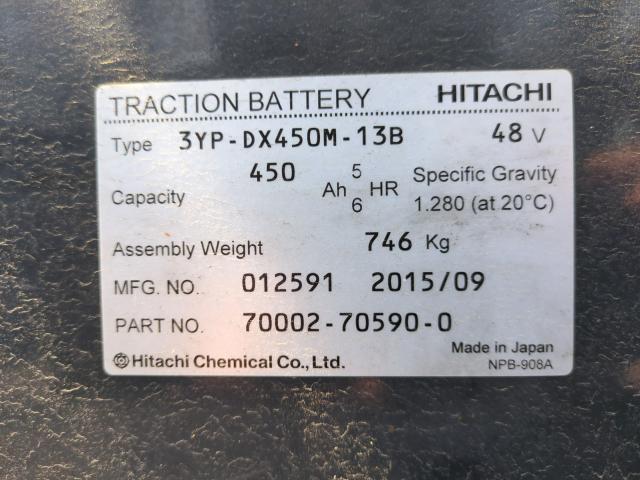 TRACTION BATTERY HITACHI
Type 3YP-DX450M-13B 48 V
Capacity 450 Ah 5 6 HR Specific Gravity
1.280 (at 20°C)
Assembly Weight 746 Kg
MFG. NO. 012591 2015/09
PART NO. 70002-70590-0
Made in Japan
Hitachi Chemical Co., Ltd. NPB-908A